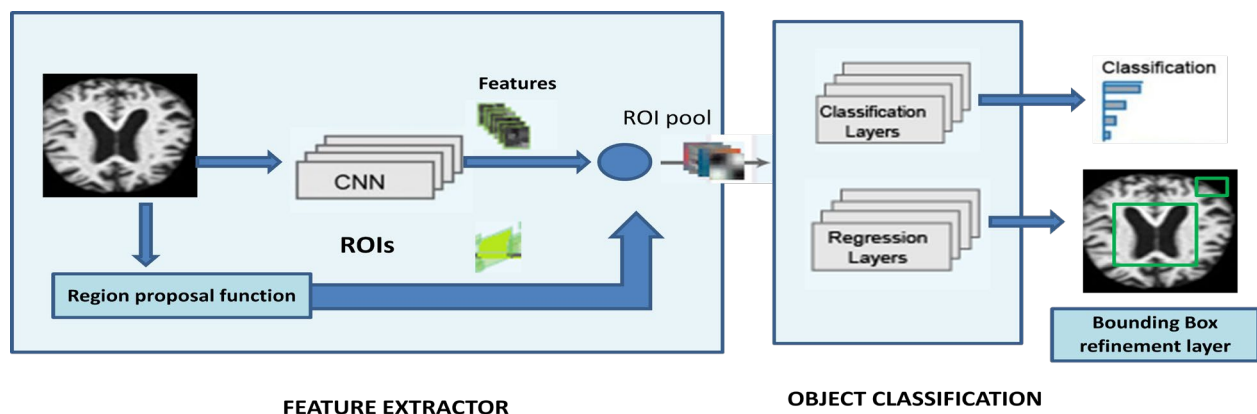 Features
ROI pool
CNN
ROIs
Region proposal function
FEATURE EXTRACTOR
Classification
Layers
Regression
Layers
OBJECT CLASSIFICATION
Classification
Bounding Box
refinement layer